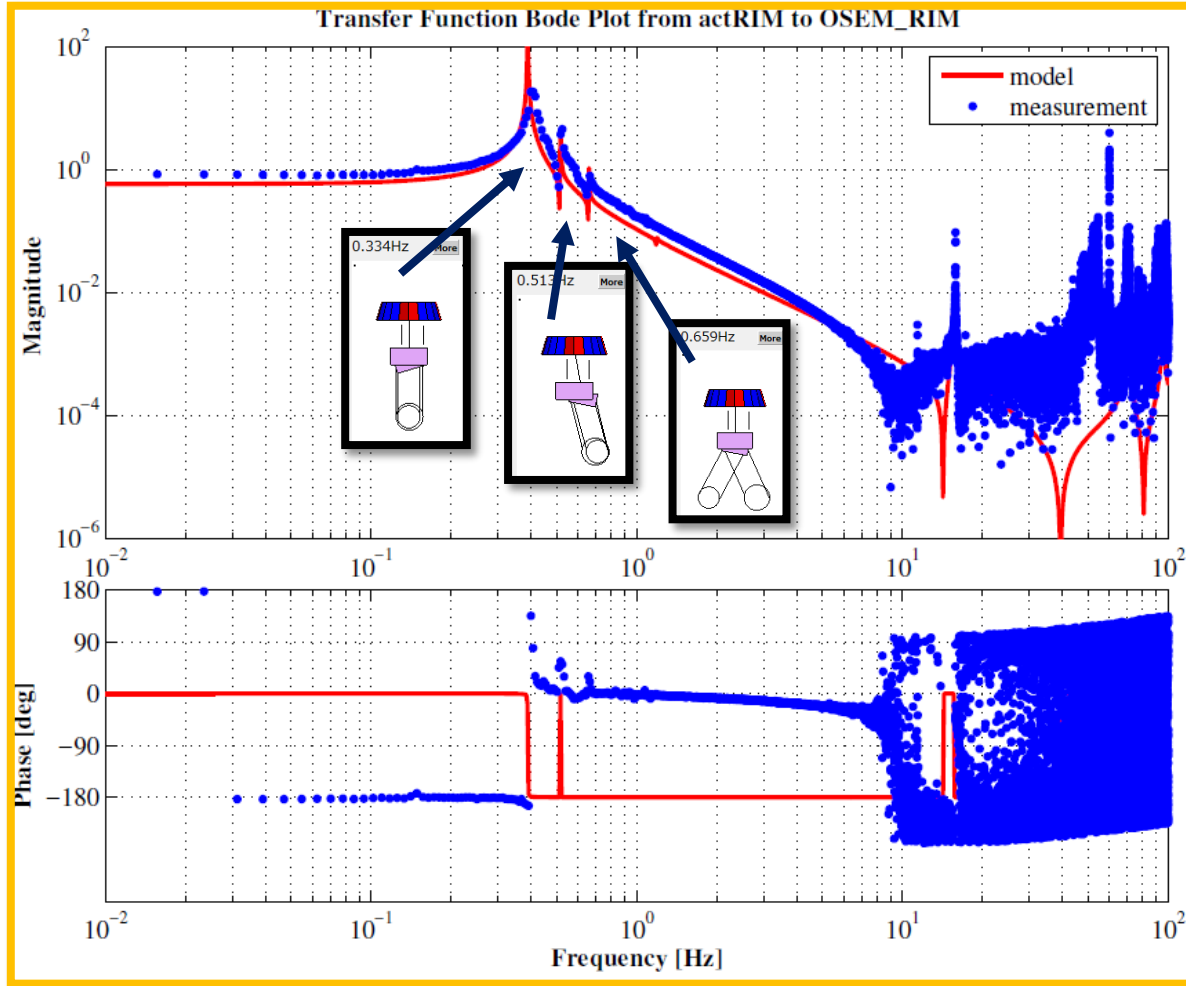 Transfer Function Bode Plot from actRIM to OSEM_RIM
10^2
10^0
10^-2
10^-4
10^-6
Magnitude
model
measurement
0.334Hz More
0.513Hz More
0.659Hz More
10^-2 10^-1 10^0 10^1 10^2
180
90
0
−90
−180
Phase [deg]
10^-2 10^-1 10^0 10^1 10^2
Frequency [Hz]